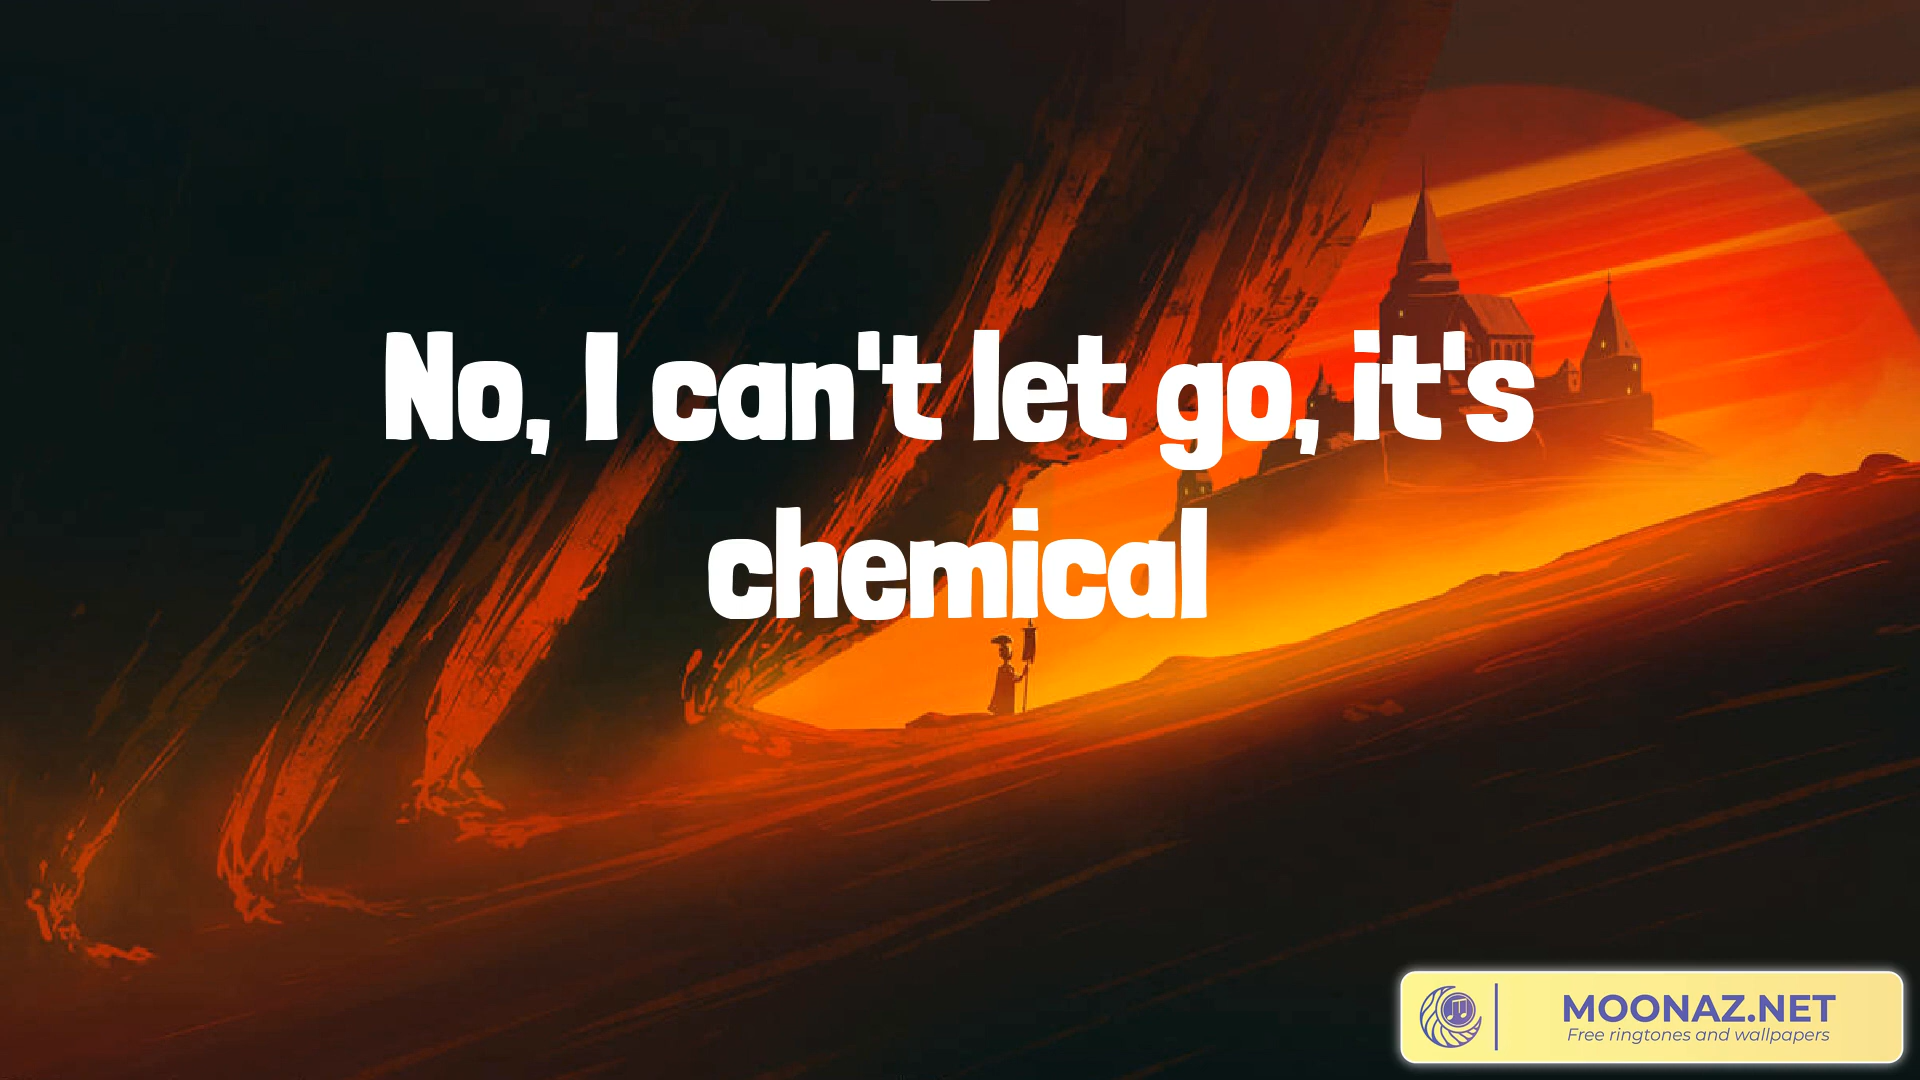 No, I can't let go, it's
chemical
MOONAZ.NET
Free ringtones and wallpapers